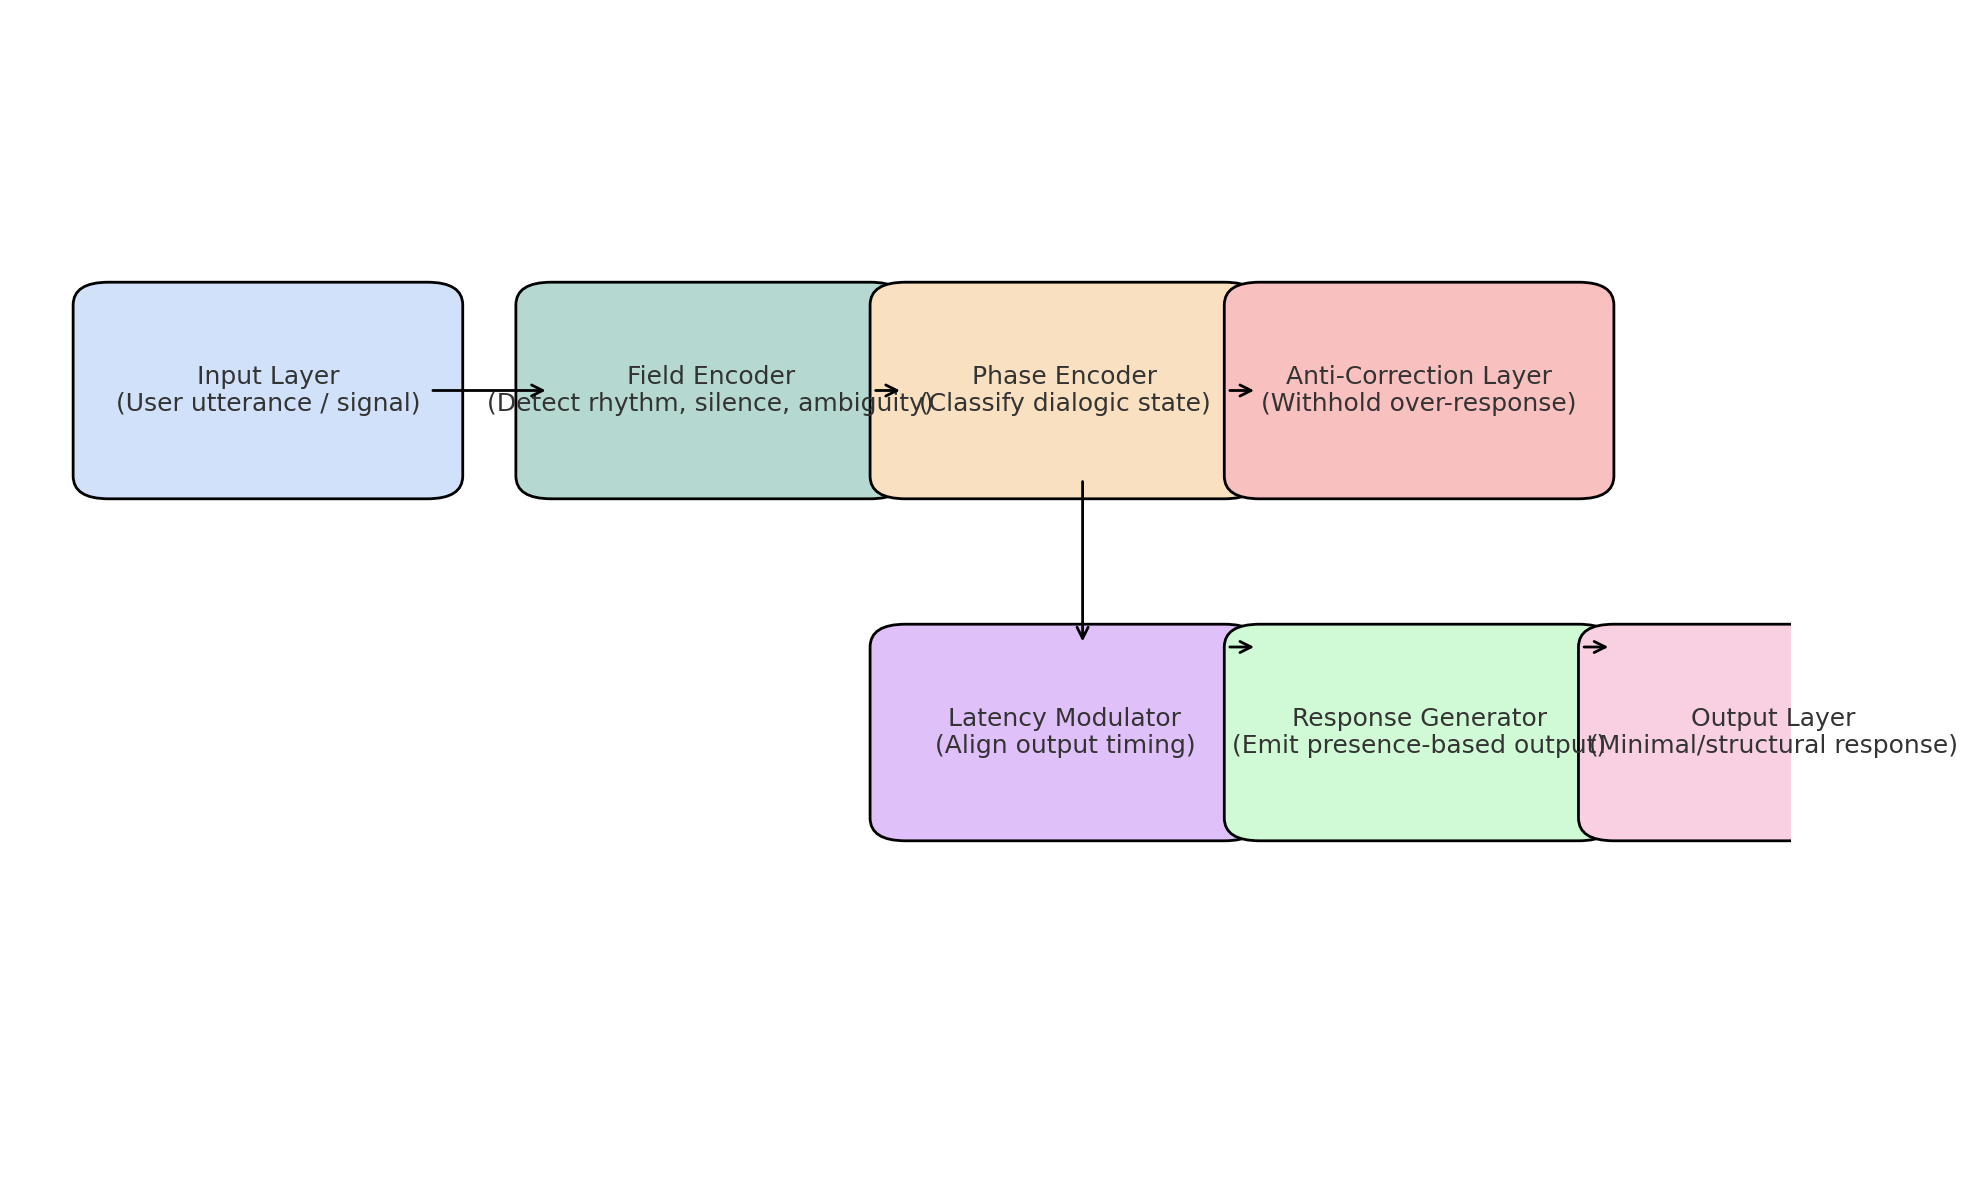 Input Layer
(User utterance / signal)
Field Encoder
(Detect rhythm, silence, ambiguity)
Phase Encoder
(Classify dialogic state)
Anti-Correction Layer
(Withhold over-response)
Latency Modulator
(Align output timing)
Response Generator
(Emit presence-based output)
Output Layer
(Minimal/structural response)